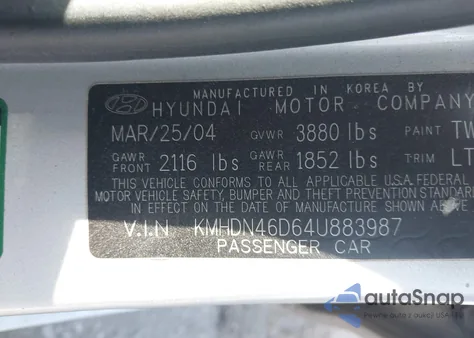 MANUFACTURED IN KOREA BY
HYUNDAI MOTOR COMPANY
MAR/25/04 GVWR 3880 lbs PAINT TW
GAWR FRONT 2116 lbs GAWR REAR 1852 lbs TRIM LT
THIS VEHICLE CONFORMS TO ALL APPLICABLE U.S.A. FEDERAL
MOTOR VEHICLE SAFETY, BUMPER AND THEFT PREVENTION STANDARD
IN EFFECT ON THE DATE OF MANUFACTURE SHOWN ABOVE.
V.I.N KMHDN46D64U883987
PASSENGER CAR
autoSnap